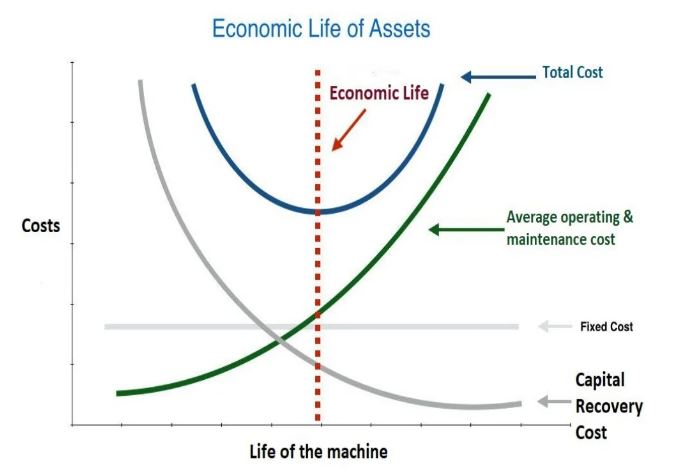 Economic Life of Assets
Total Cost
Economic Life
Costs
Average operating &
maintenance cost
Fixed Cost
Capital
Recovery
Cost
Life of the machine